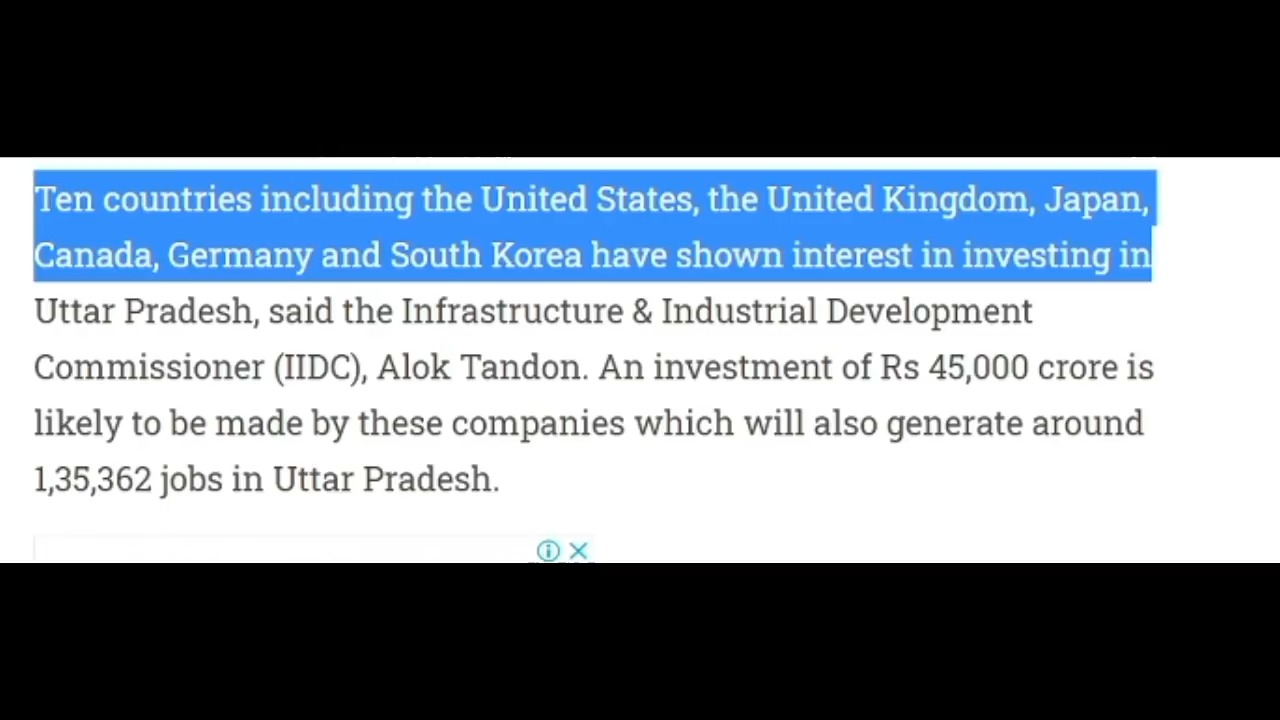 Ten countries including the United States, the United Kingdom, Japan,
Canada, Germany and South Korea have shown interest in investing in
Uttar Pradesh, said the Infrastructure & Industrial Development
Commissioner (IIDC), Alok Tandon. An investment of Rs 45,000 crore is
likely to be made by these companies which will also generate around
1,35,362 jobs in Uttar Pradesh.